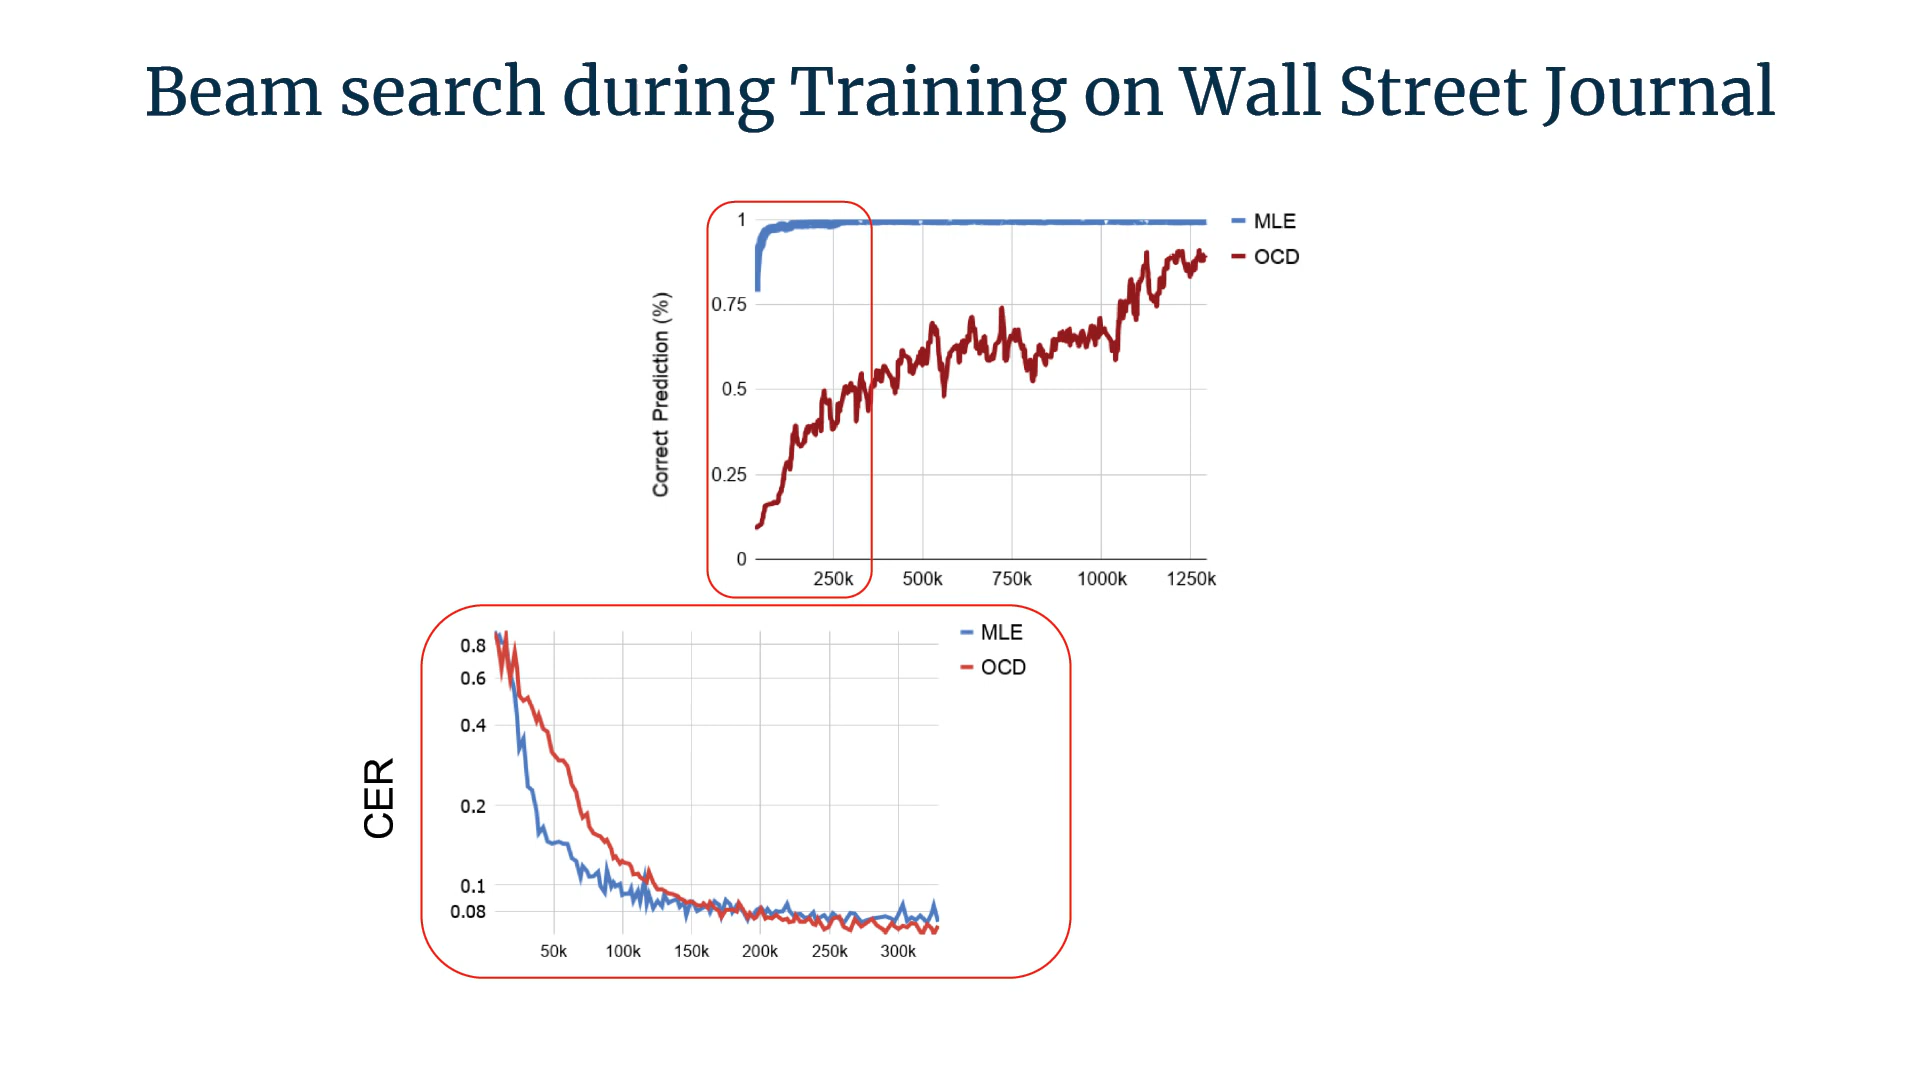 Beam search during Training on Wall Street Journal
Correct Prediction (%)
1
0.75
0.5
0.25
0
250k 500k 750k 1000k 1250k
MLE
OCD
CER
0.8
0.6
0.4
0.2
0.1
0.08
50k 100k 150k 200k 250k 300k
MLE
OCD